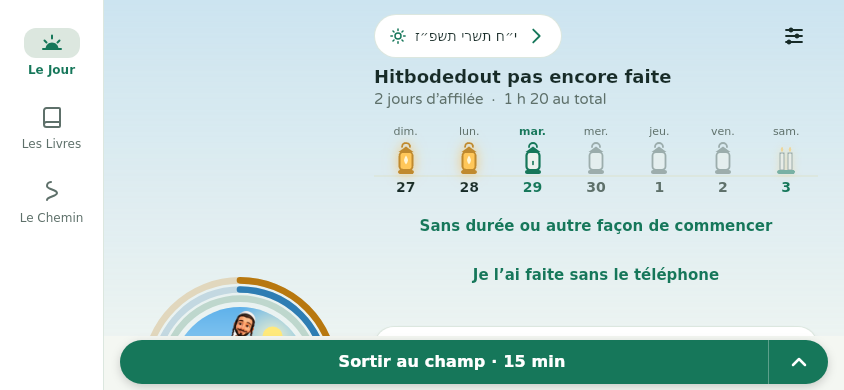 Le Jour
Les Livres
Le Chemin
י״ח תשרי תשפ״ז
Hitbodedout pas encore faite
2 jours d’affilée · 1 h 20 au total
dim. lun. mar. mer. jeu. ven. sam.
27 28 29 30 1 2 3
Sans durée ou autre façon de commencer
Je l’ai faite sans le téléphone
Sortir au champ · 15 min